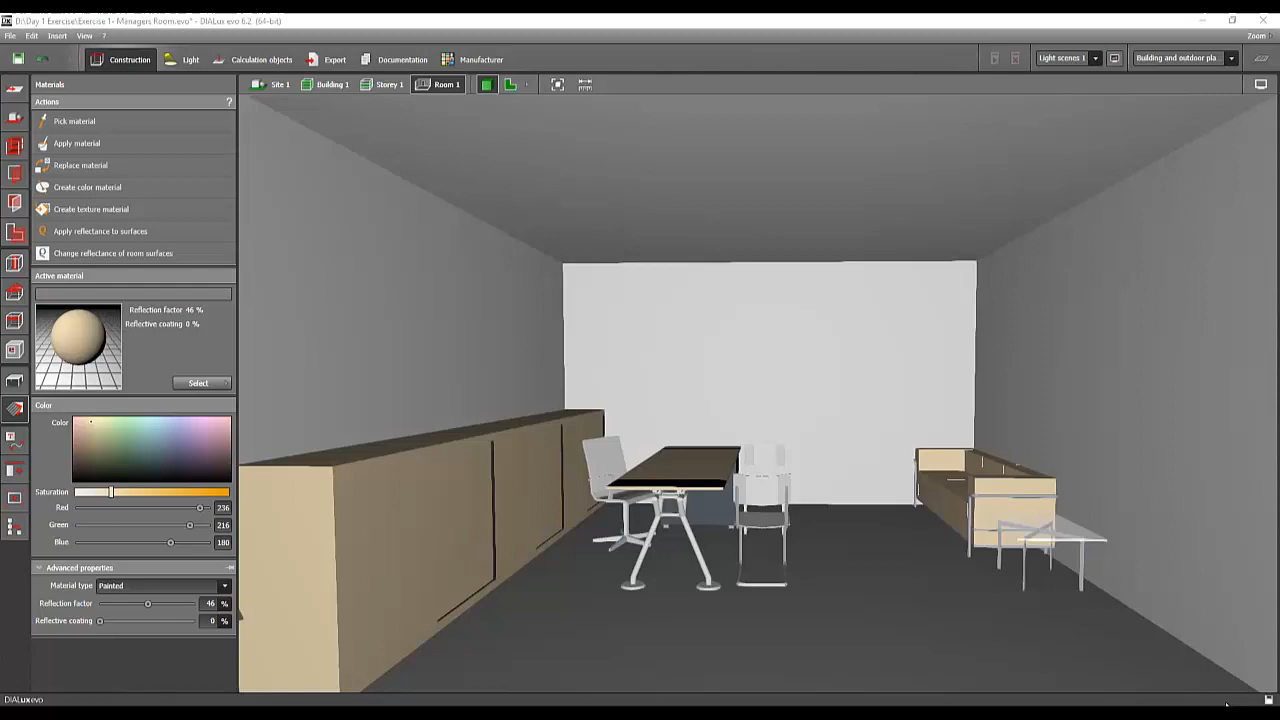 DX D:\Day 1 Exercise\Exercise 1- Managers Room.evo* - DIALux evo 6.2 (64-bit)
File Edit Insert View ? Zoom
Construction Light Calculation objects Export Documentation Manufacturer Light scenes 1 Building and outdoor pla
Materials Site 1 Building 1 Storey 1 Room 1
Actions ?
Pick material
Apply material
Replace material
Create color material
Create texture material
Apply reflectance to surfaces
Change reflectance of room surfaces
Active material
Reflection factor 46 %
Reflective coating 0 %
Select
Color
Color
Saturation
Red 236
Green 216
Blue 180
Advanced properties
Material type Painted
Reflection factor 46 %
Reflective coating 0 %
DIALux evo